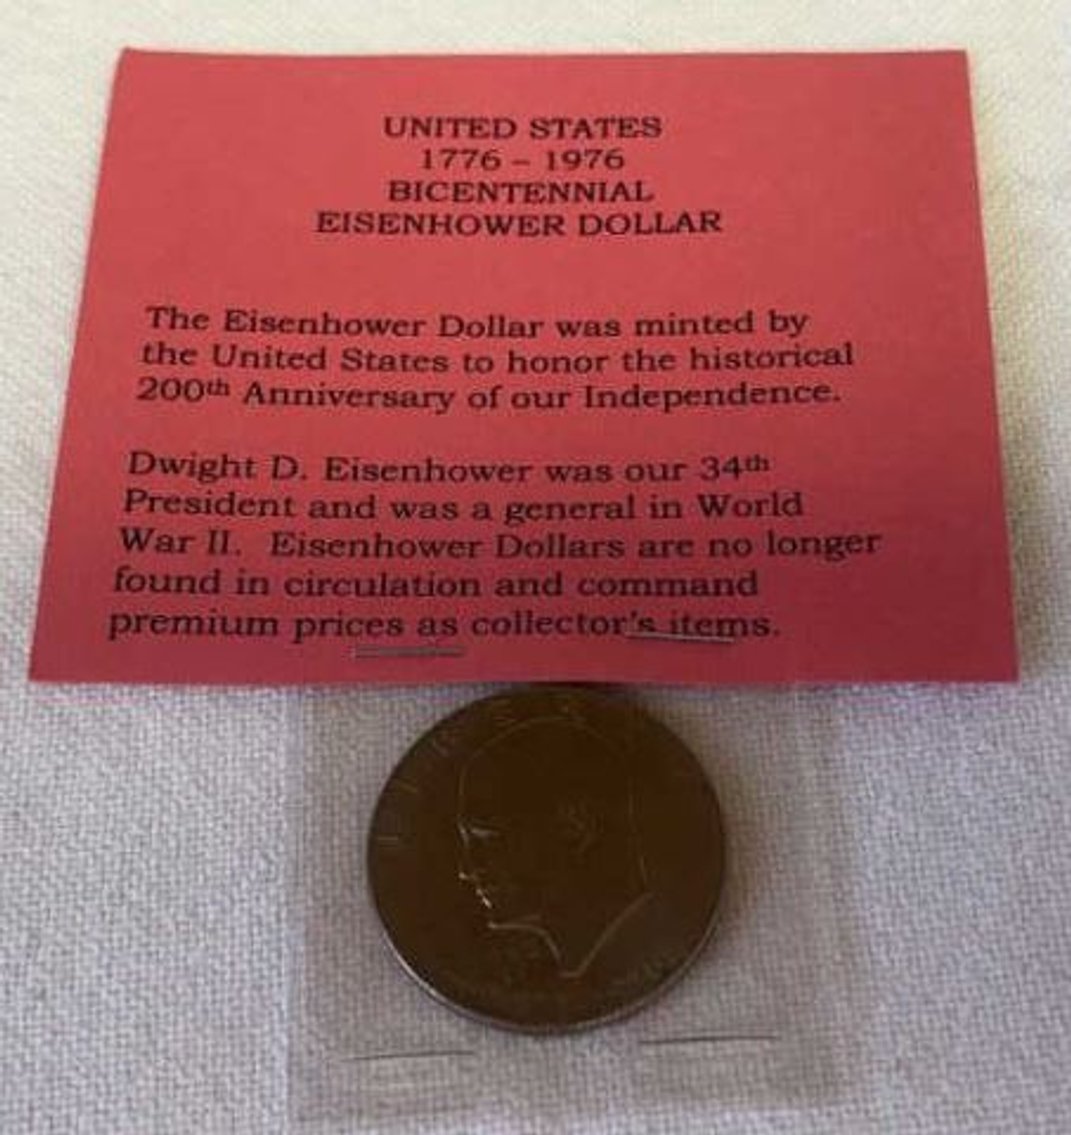 UNITED STATES
1776 – 1976
BICENTENNIAL
EISENHOWER DOLLAR
The Eisenhower Dollar was minted by
the United States to honor the historical
200th Anniversary of our Independence.
Dwight D. Eisenhower was our 34th
President and was a general in World
War II. Eisenhower Dollars are no longer
found in circulation and command
premium prices as collector's items.